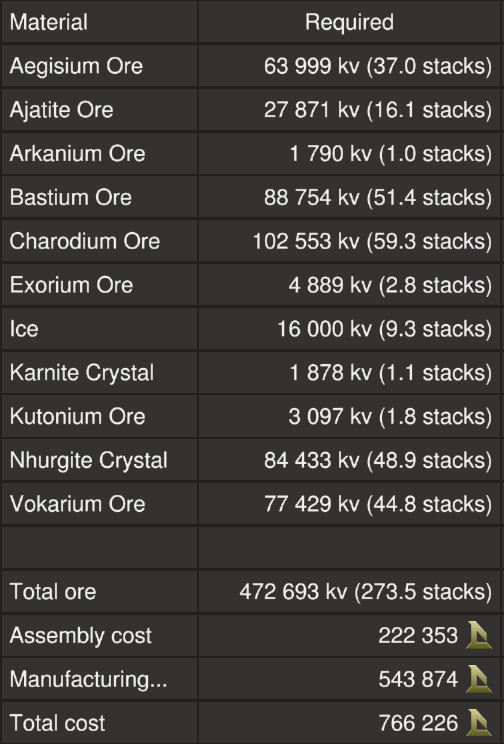 Material Required
Aegisium Ore 63 999 kv (37.0 stacks)
Ajatite Ore 27 871 kv (16.1 stacks)
Arkanium Ore 1 790 kv (1.0 stacks)
Bastium Ore 88 754 kv (51.4 stacks)
Charodium Ore 102 553 kv (59.3 stacks)
Exorium Ore 4 889 kv (2.8 stacks)
Ice 16 000 kv (9.3 stacks)
Karnite Crystal 1 878 kv (1.1 stacks)
Kutonium Ore 3 097 kv (1.8 stacks)
Nhurgite Crystal 84 433 kv (48.9 stacks)
Vokarium Ore 77 429 kv (44.8 stacks)
Total ore 472 693 kv (273.5 stacks)
Assembly cost 222 353
Manufacturing... 543 874
Total cost 766 226